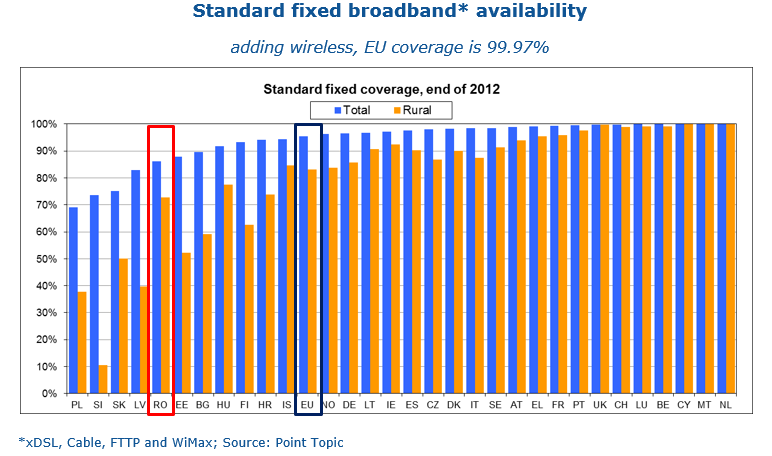 Standard fixed broadband* availability
adding wireless, EU coverage is 99.97%
Standard fixed coverage, end of 2012
Total Rural
100%
90%
80%
70%
60%
50%
40%
30%
20%
10%
0%
PL SI SK LV RO EE BG HU FI HR IS EU NO DE LT IE ES CZ DK IT SE AT EL FR PT UK CH LU BE CY MT NL
*xDSL, Cable, FTTP and WiMax; Source: Point Topic